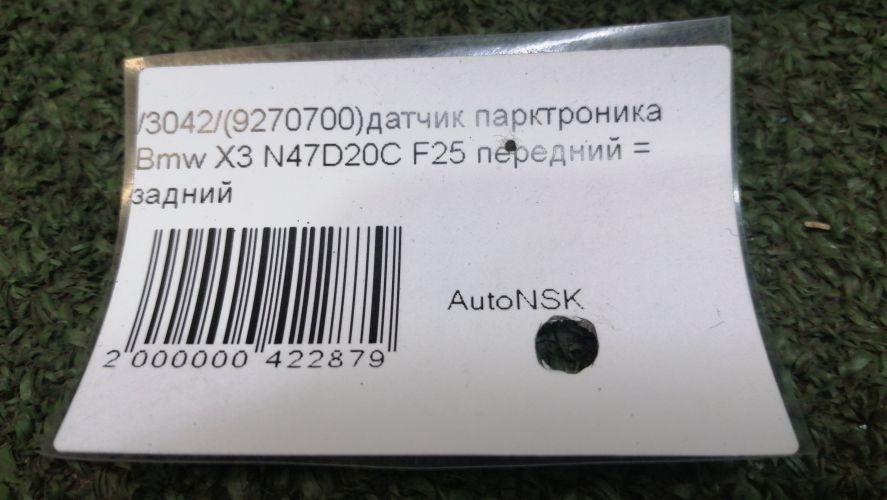 /3042/(9270700)датчик парктроника
Bmw X3 N47D20C F25 передний =
задний
AutoNSK
2 000000 422879